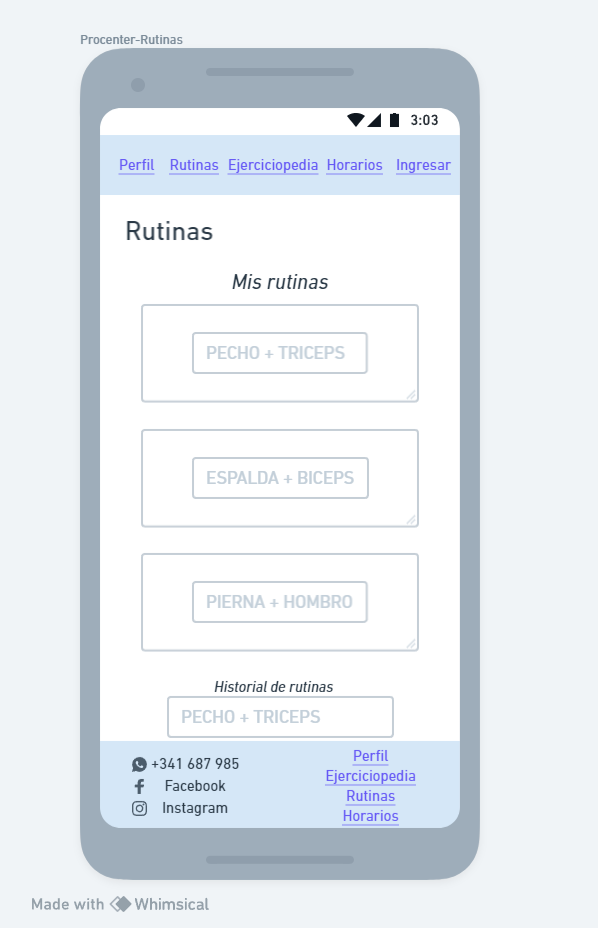 Procenter-Rutinas
3:03
Perfil Rutinas Ejerciciopedia Horarios Ingresar
Rutinas
Mis rutinas
PECHO + TRICEPS
ESPALDA + BICEPS
PIERNA + HOMBRO
Historial de rutinas
PECHO + TRICEPS
+341 687 985
Facebook
Instagram
Perfil
Ejerciciopedia
Rutinas
Horarios
Made with Whimsical